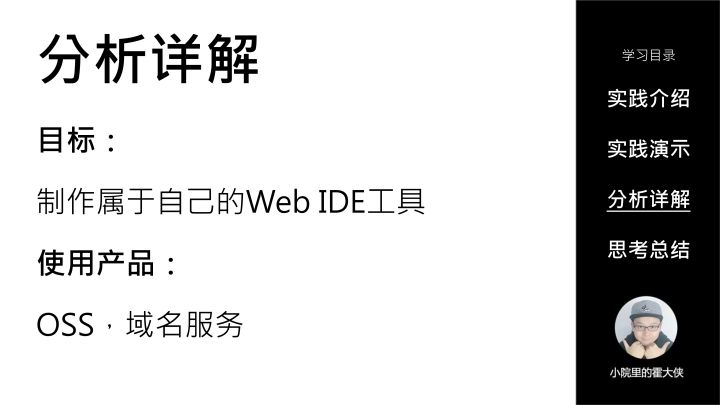 分析详解
目标：
制作属于自己的Web IDE工具
使用产品：
OSS，域名服务
学习目录
实践介绍
实践演示
分析详解
思考总结
小院里的霍大侠